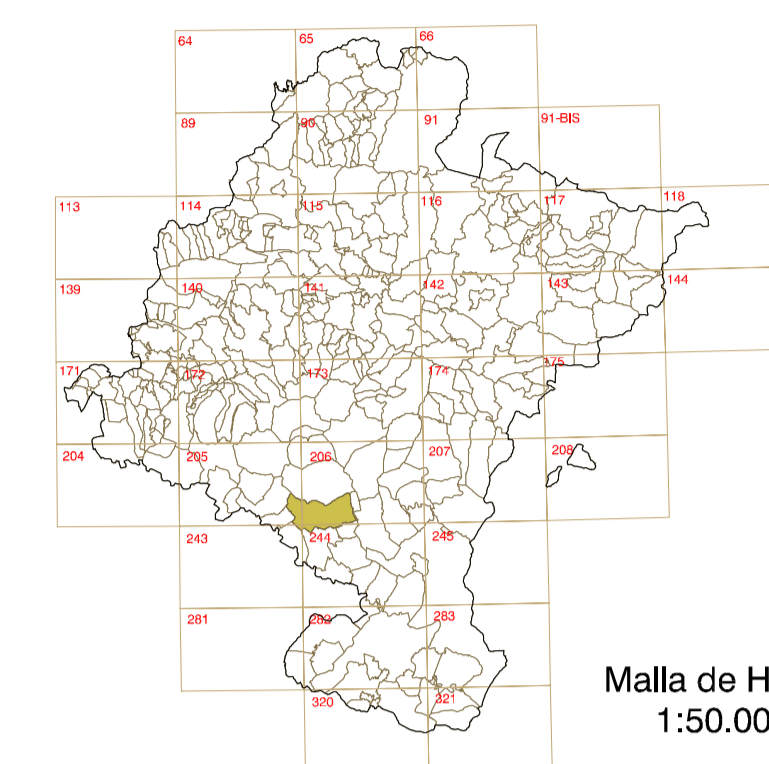 64 65 66
89 90 91 91-BIS
113 114 115 116 117 118
139 140 141 142 143 144
171 172 173 174 175
204 205 206 207 208
243 244 245
281 282 283
320 321
Malla de H
1:50.00